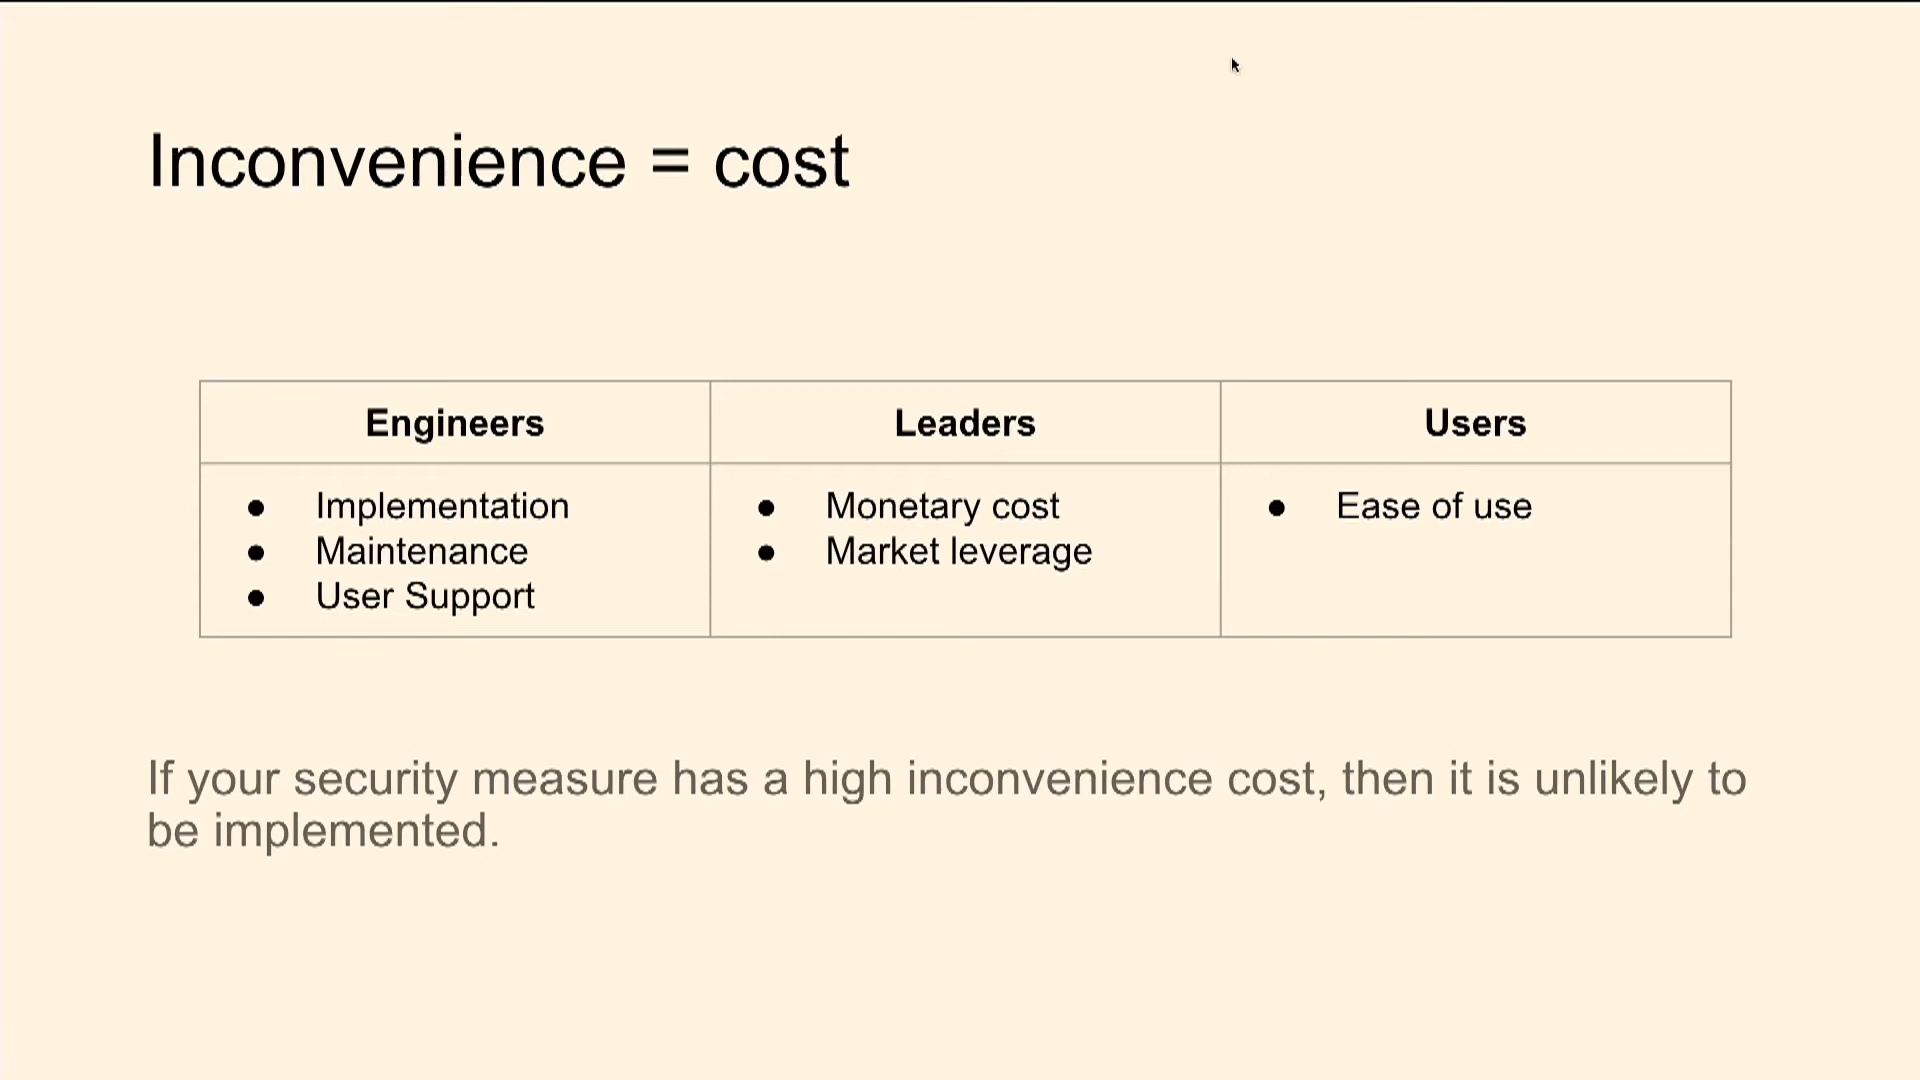 Inconvenience = cost
Engineers
Leaders
Users
● Implementation
● Maintenance
● User Support
● Monetary cost
● Market leverage
● Ease of use
If your security measure has a high inconvenience cost, then it is unlikely to
be implemented.